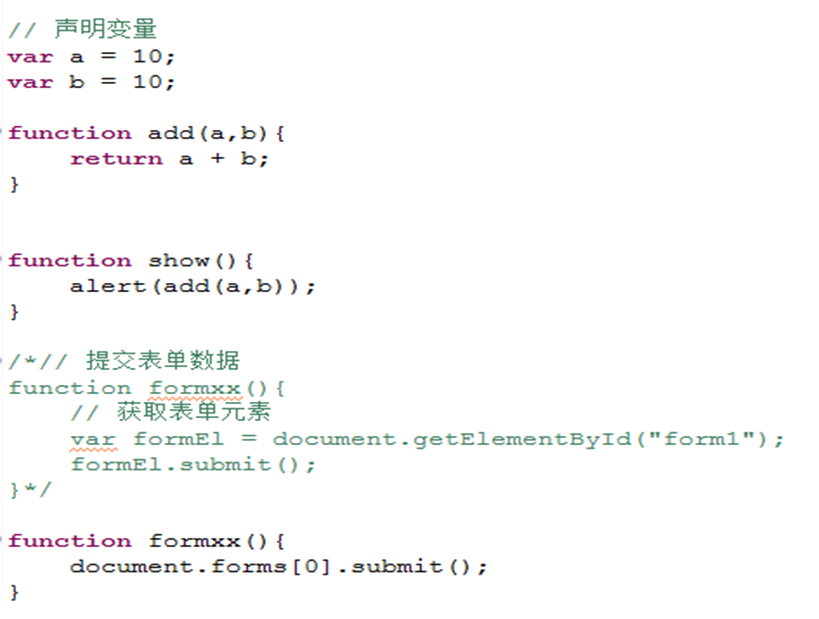 // 声明变量
var a = 10;
var b = 10;
function add(a,b){
return a + b;
}
function show(){
alert(add(a,b));
}
/*// 提交表单数据
function formxx(){
// 获取表单元素
var formEl = document.getElementById("form1");
formEl.submit();
}*/
function formxx(){
document.forms[0].submit();
}